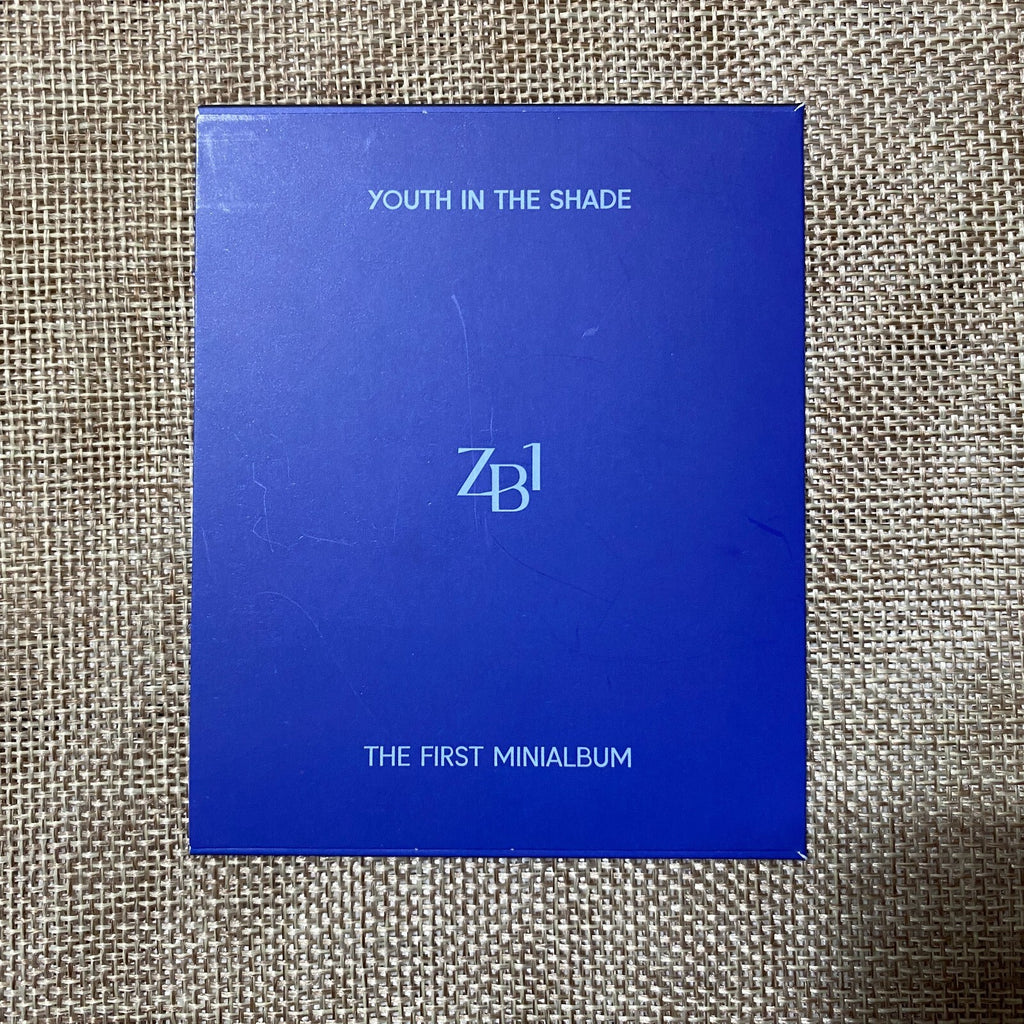 YOUTH IN THE SHADE
ZB1
THE FIRST MINIALBUM